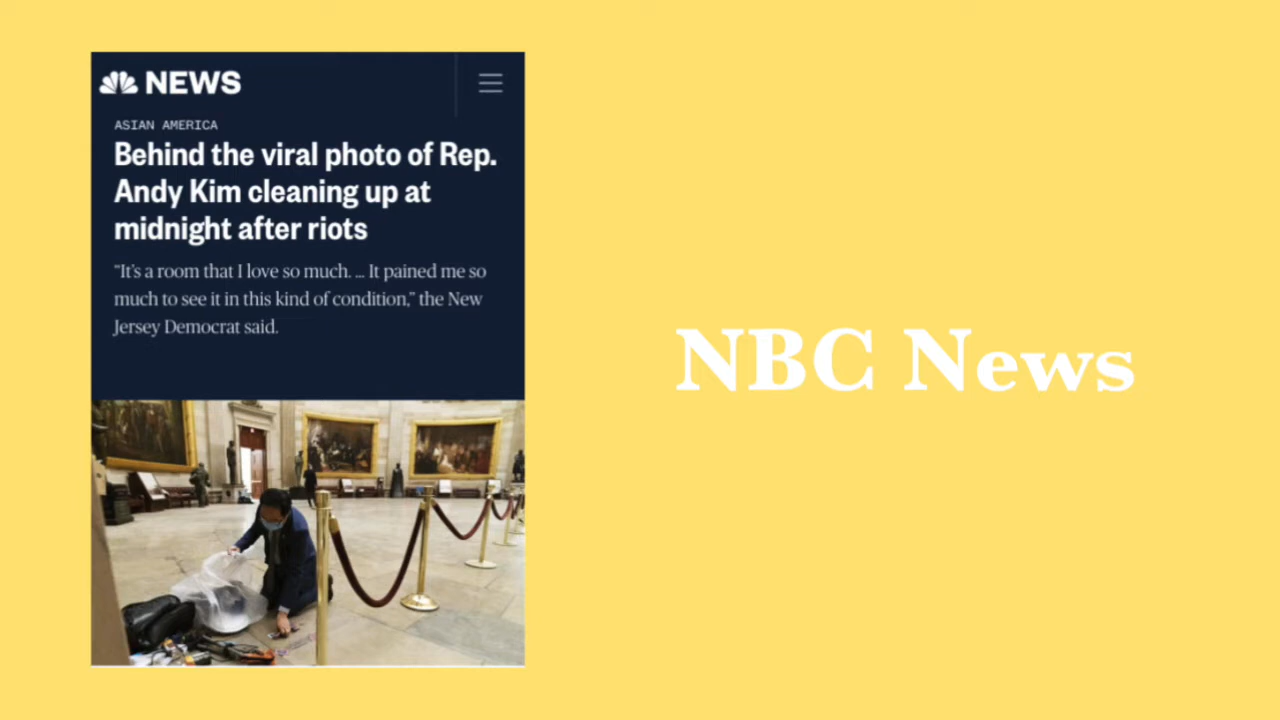 NEWS
ASIAN AMERICA
Behind the viral photo of Rep.
Andy Kim cleaning up at
midnight after riots
“It’s a room that I love so much. ... It pained me so
much to see it in this kind of condition,” the New
Jersey Democrat said.
NBC News